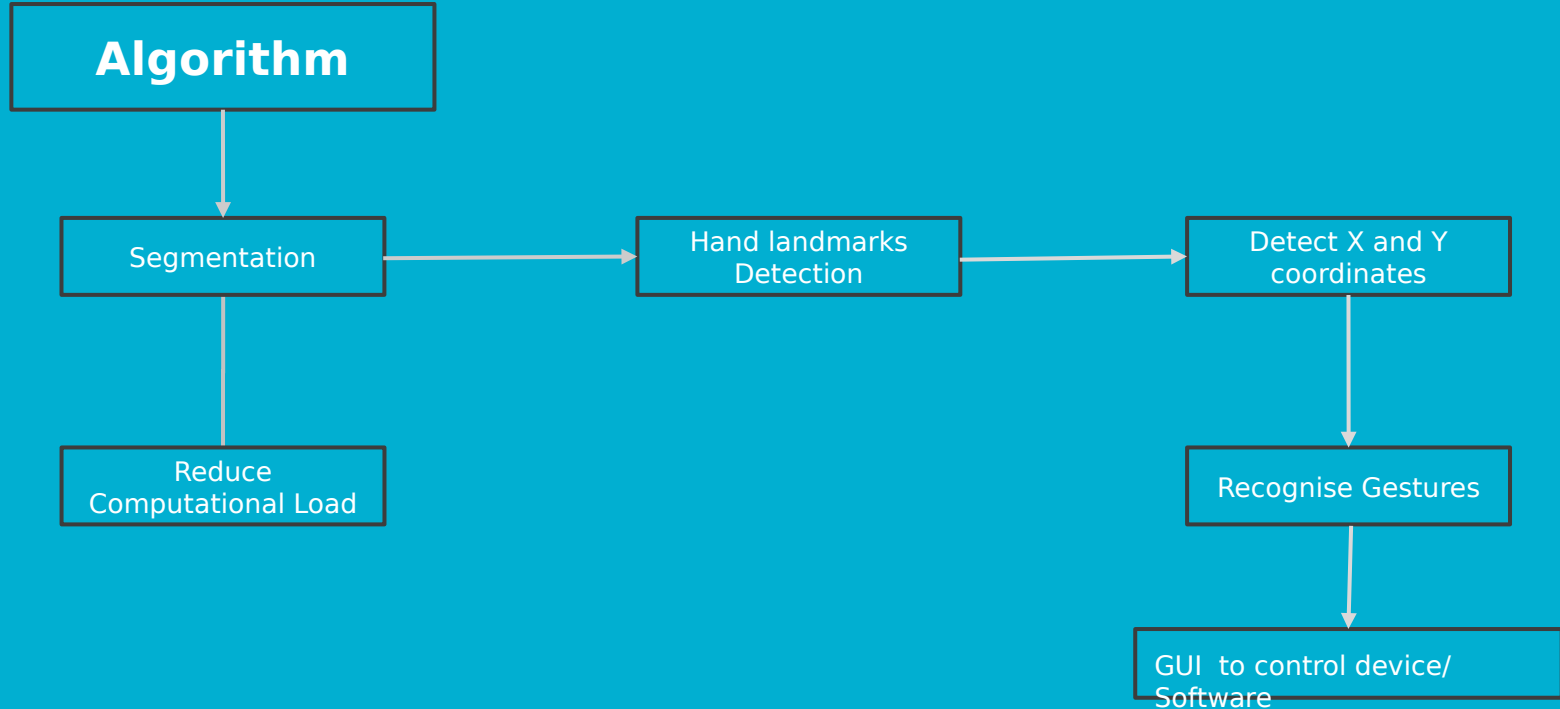 Algorithm
Segmentation
Hand landmarks
Detection
Detect X and Y
coordinates
Reduce
Computational Load
Recognise Gestures
GUI  to control device/
Software